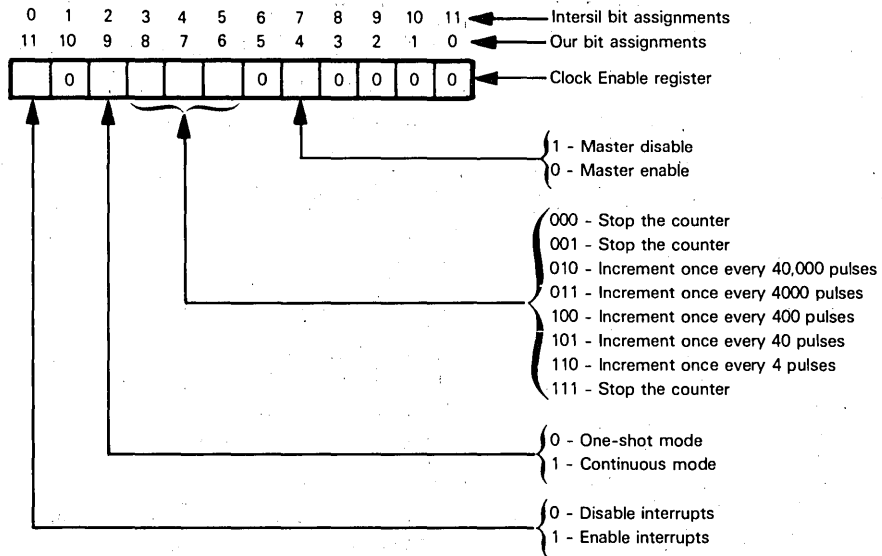 0 1 2 3 4 5 6 7 8 9 10 11 Intersil bit assignments
11 10 9 8 7 6 5 4 3 2 1 0 Our bit assignments
0 0 0 0 0 0 Clock Enable register
1 - Master disable
0 - Master enable
000 - Stop the counter
001 - Stop the counter
010 - Increment once every 40,000 pulses
011 - Increment once every 4000 pulses
100 - Increment once every 400 pulses
101 - Increment once every 40 pulses
110 - Increment once every 4 pulses
111 - Stop the counter
0 - One-shot mode
1 - Continuous mode
0 - Disable interrupts
1 - Enable interrupts